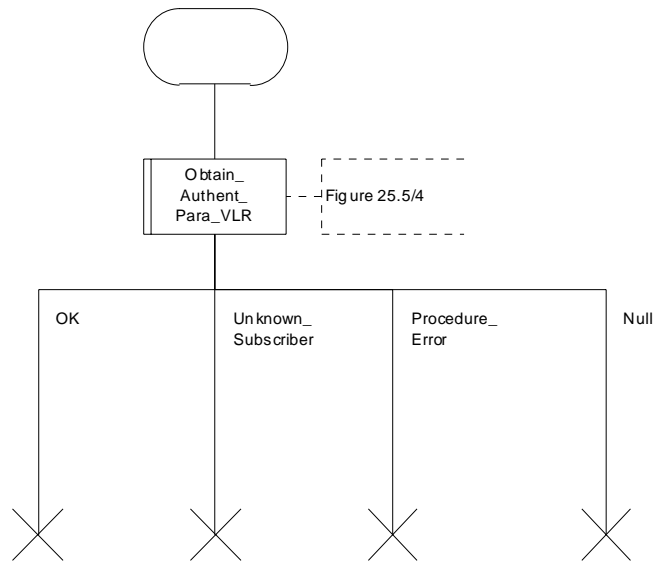 Obtain_
Authent_
Para_VLR
Figure 25.5/4
OK
Unknown_
Subscriber
Procedure_
Error
Null